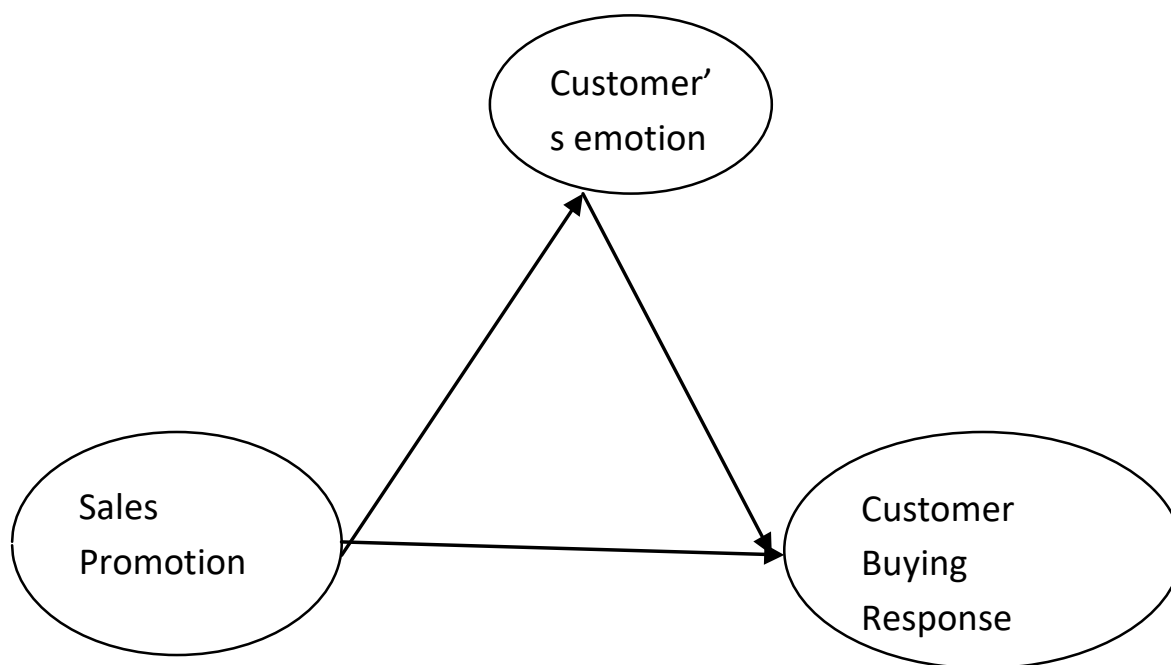 Customer’
s emotion
Sales
Promotion
Customer
Buying
Response